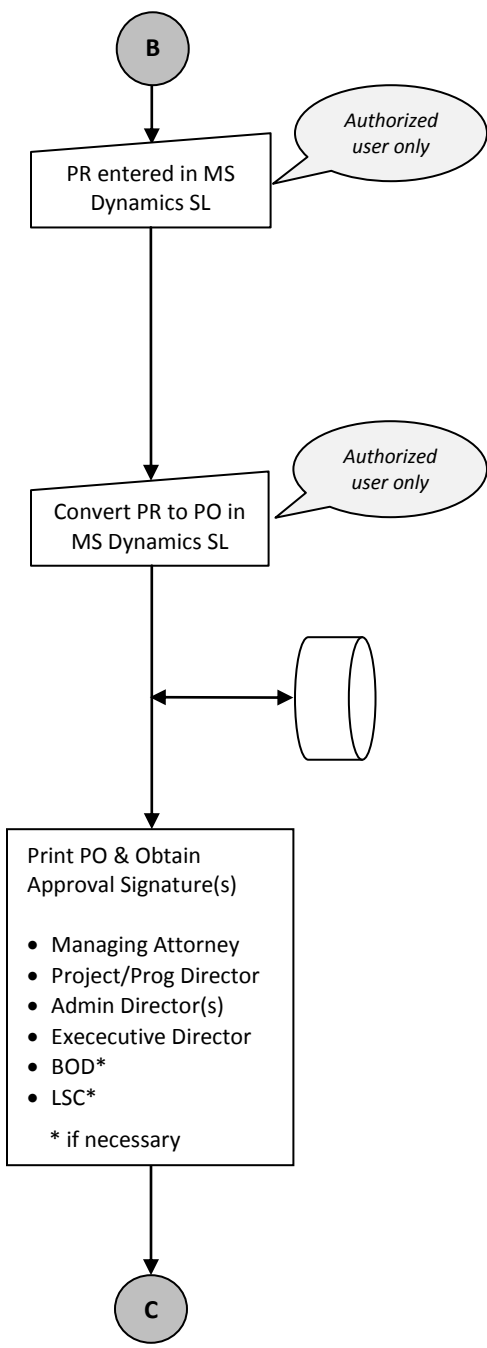 B
Authorized
user only
PR entered in MS
Dynamics SL
Authorized
user only
Convert PR to PO in
MS Dynamics SL
Print PO & Obtain
Approval Signature(s)
• Managing Attorney
• Project/Prog Director
• Admin Director(s)
• Exececutive Director
• BOD*
• LSC*
* if necessary
C